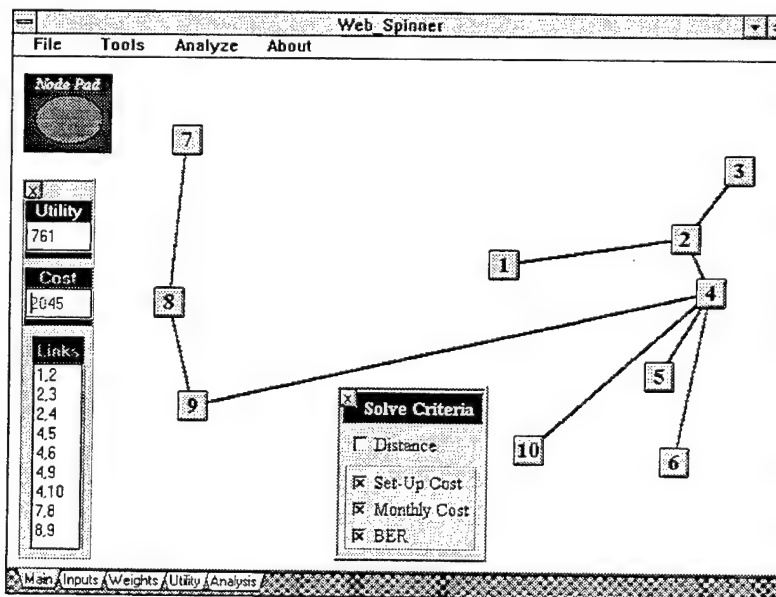 Web_Spinner
File Tools Analyze About
Node Pad
Utility
761
Cost
2045
Links
1,2
2,3
2,4
4,5
4,6
4,9
4,10
7,8
8,9
7
3
2
1
4
8
5
9
10
6
Solve Criteria
Distance
Set-Up Cost
Monthly Cost
BER
Main Inputs Weights Utility Analysis